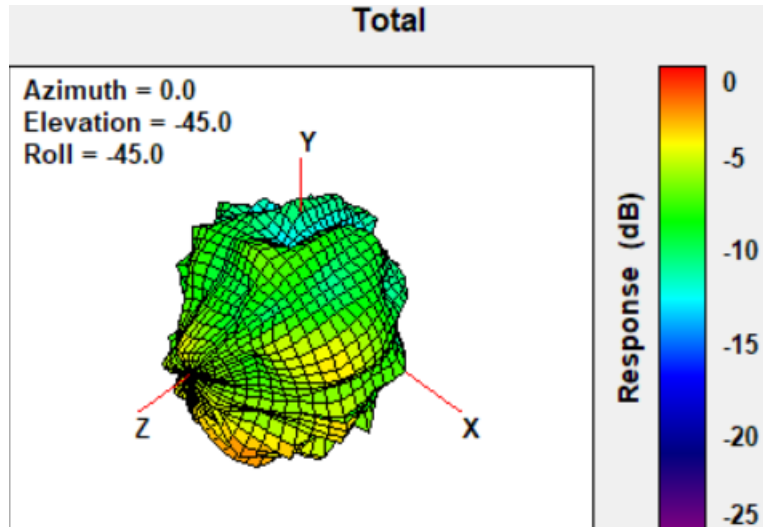 Total
Azimuth = 0.0
Elevation = -45.0
Roll = -45.0
Y
Z
X
Response (dB)
0
-5
-10
-15
-20
-25